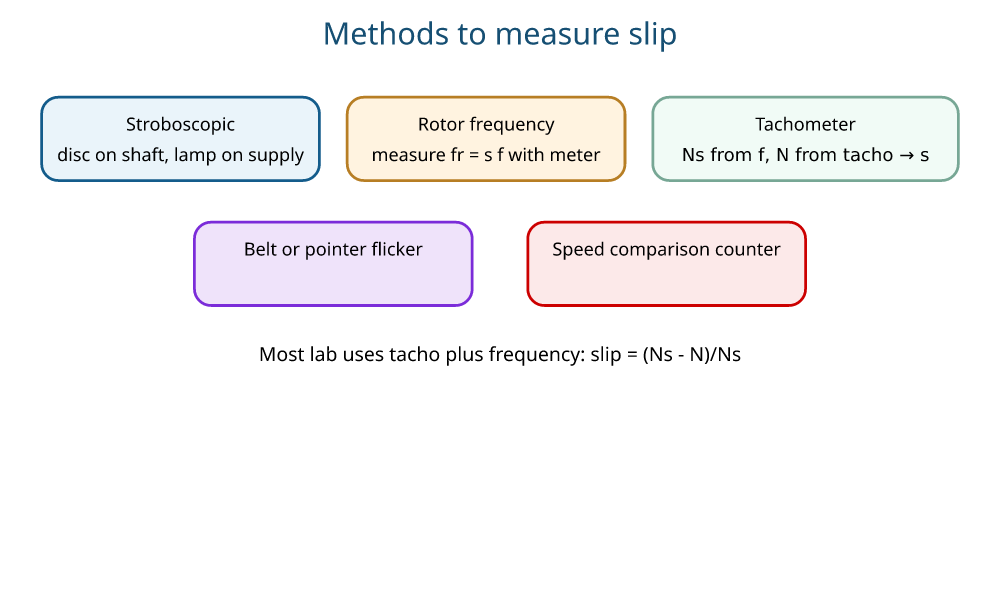 Methods to measure slip
Stroboscopic
disc on shaft, lamp on supply
Rotor frequency
measure fr = s f with meter
Tachometer
Ns from f, N from tacho → s
Belt or pointer flicker
Speed comparison counter
Most lab uses tacho plus frequency: slip = (Ns - N)/Ns